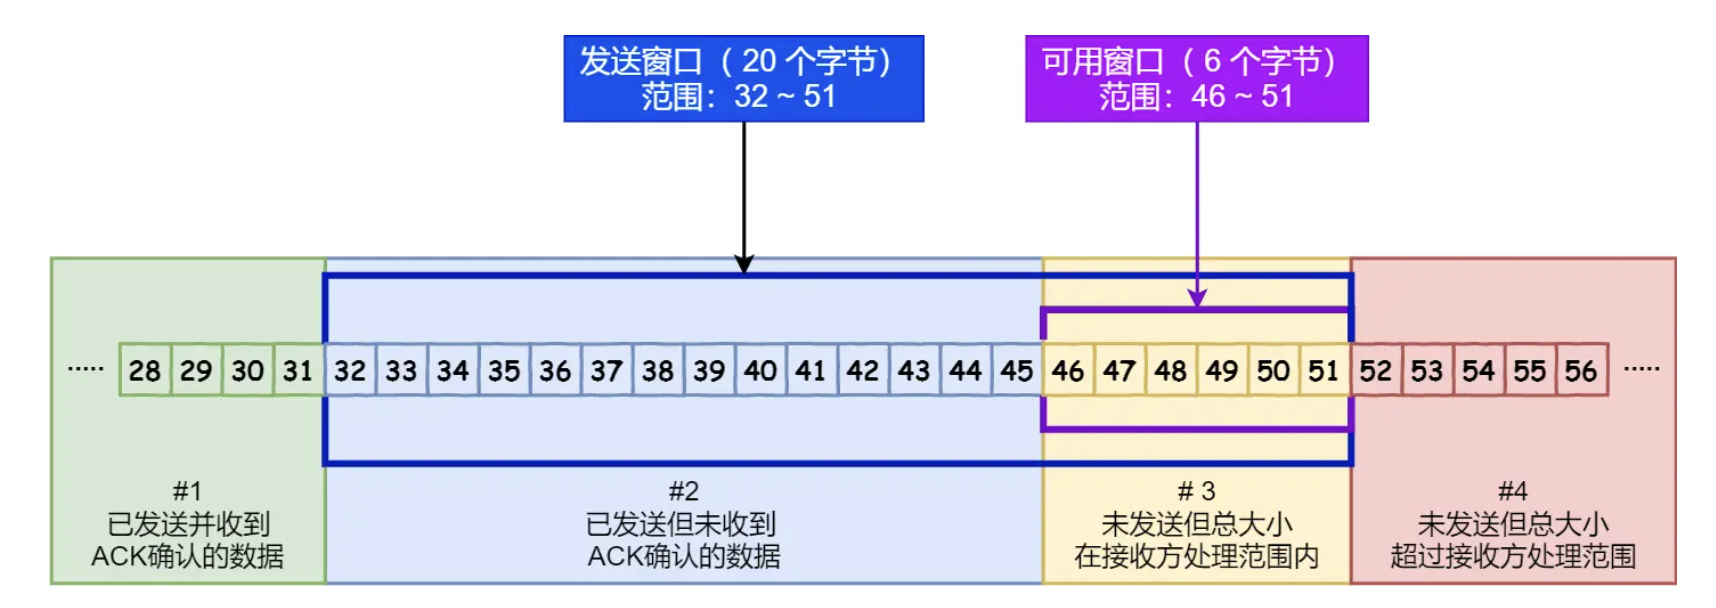 发送窗口（20 个字节）
范围：32 ~ 51
可用窗口（6 个字节）
范围：46 ~ 51
..... 28 29 30 31 32 33 34 35 36 37 38 39 40 41 42 43 44 45 46 47 48 49 50 51 52 53 54 55 56 .....
#1
已发送并收到
ACK确认的数据
#2
已发送但未收到
ACK确认的数据
# 3
未发送但总大小
在接收方处理范围内
#4
未发送但总大小
超过接收方处理范围